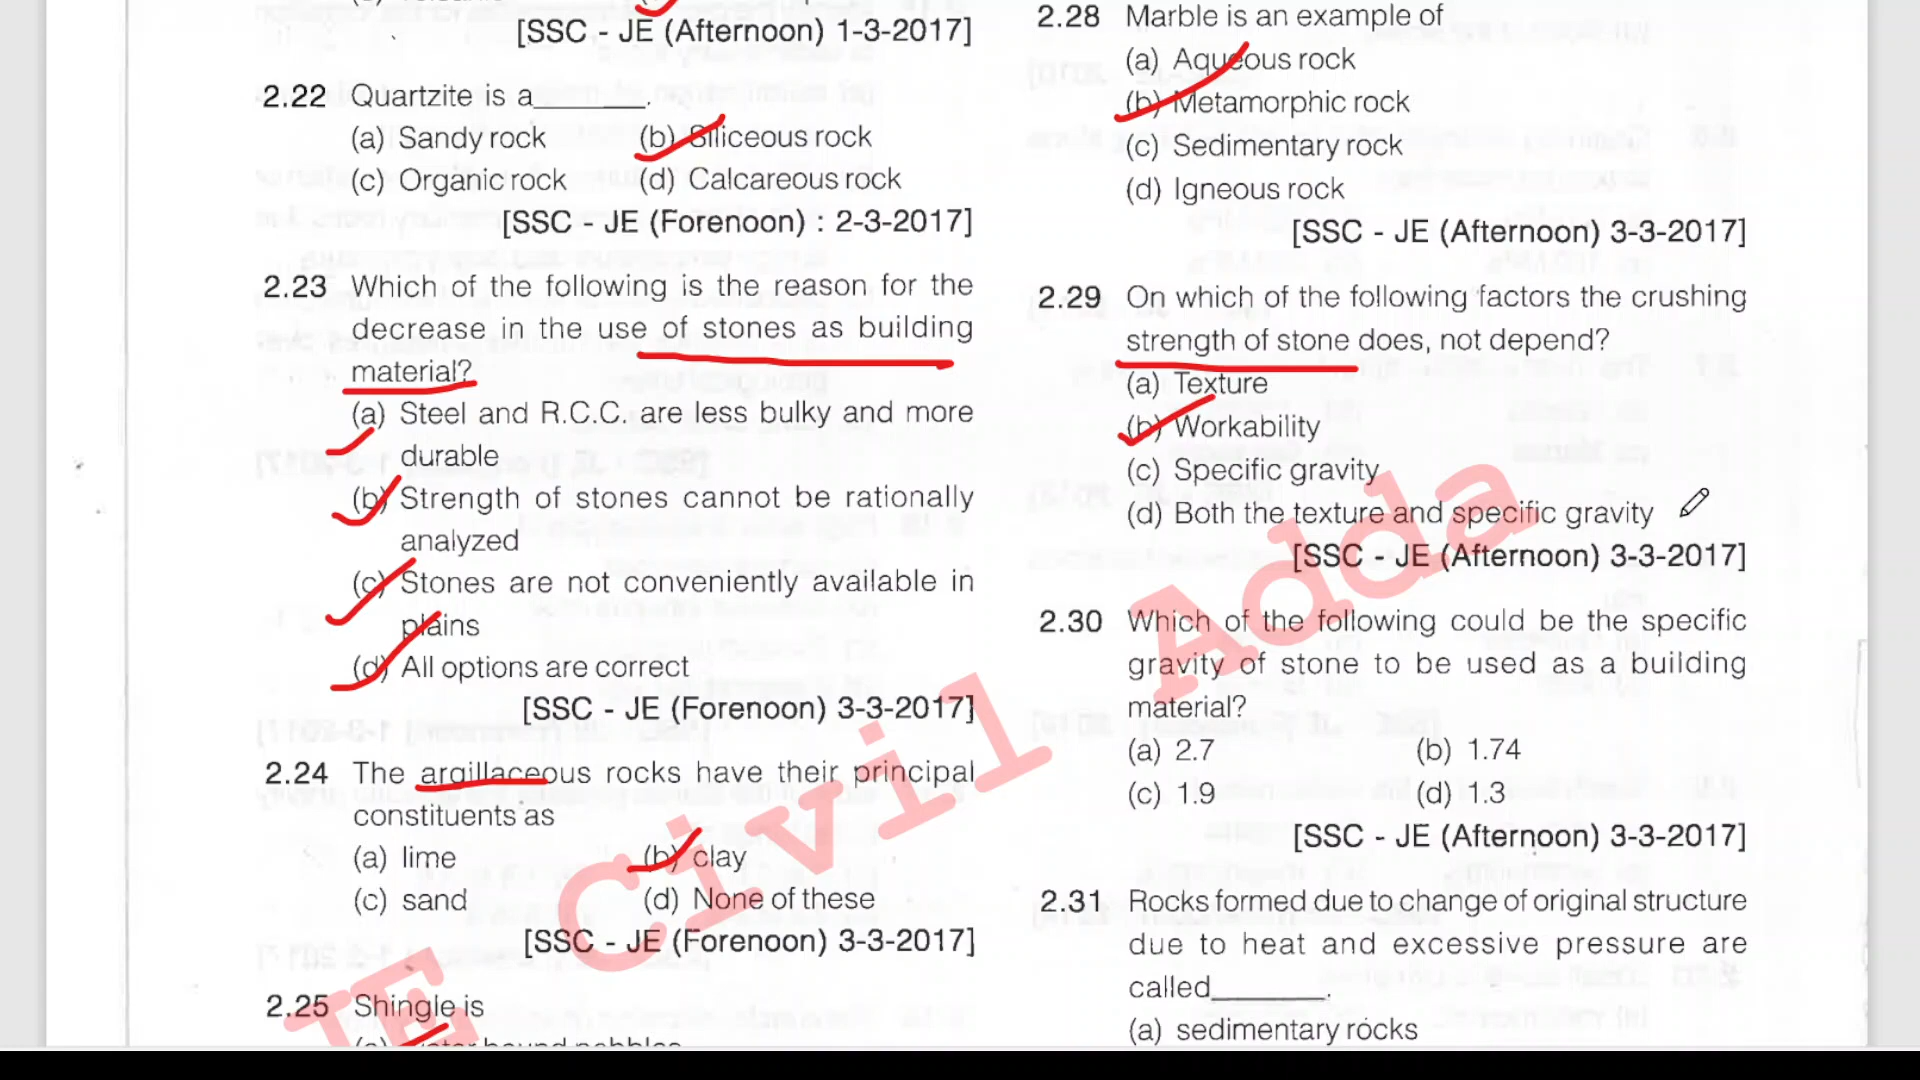 [SSC - JE (Afternoon) 1-3-2017]
2.22 Quartzite is a_______.
(a) Sandy rock (b) Siliceous rock
(c) Organic rock (d) Calcareous rock
[SSC - JE (Forenoon) : 2-3-2017]
2.23 Which of the following is the reason for the
decrease in the use of stones as building
material?
(a) Steel and R.C.C. are less bulky and more
durable
(b) Strength of stones cannot be rationally
analyzed
(c) Stones are not conveniently available in
plains
(d) All options are correct
[SSC - JE (Forenoon) 3-3-2017]
2.24 The argillaceous rocks have their principal
constituents as
(a) lime (b) clay
(c) sand (d) None of these
[SSC - JE (Forenoon) 3-3-2017]
2.25 Shingle is
2.28 Marble is an example of
(a) Aqueous rock
(b) Metamorphic rock
(c) Sedimentary rock
(d) Igneous rock
[SSC - JE (Afternoon) 3-3-2017]
2.29 On which of the following factors the crushing
strength of stone does, not depend?
(a) Texture
(b) Workability
(c) Specific gravity
(d) Both the texture and specific gravity
[SSC - JE (Afternoon) 3-3-2017]
2.30 Which of the following could be the specific
gravity of stone to be used as a building
material?
(a) 2.7 (b) 1.74
(c) 1.9 (d) 1.3
[SSC - JE (Afternoon) 3-3-2017]
2.31 Rocks formed due to change of original structure
due to heat and excessive pressure are
called_______.
(a) sedimentary rocks
JE Civil Adda